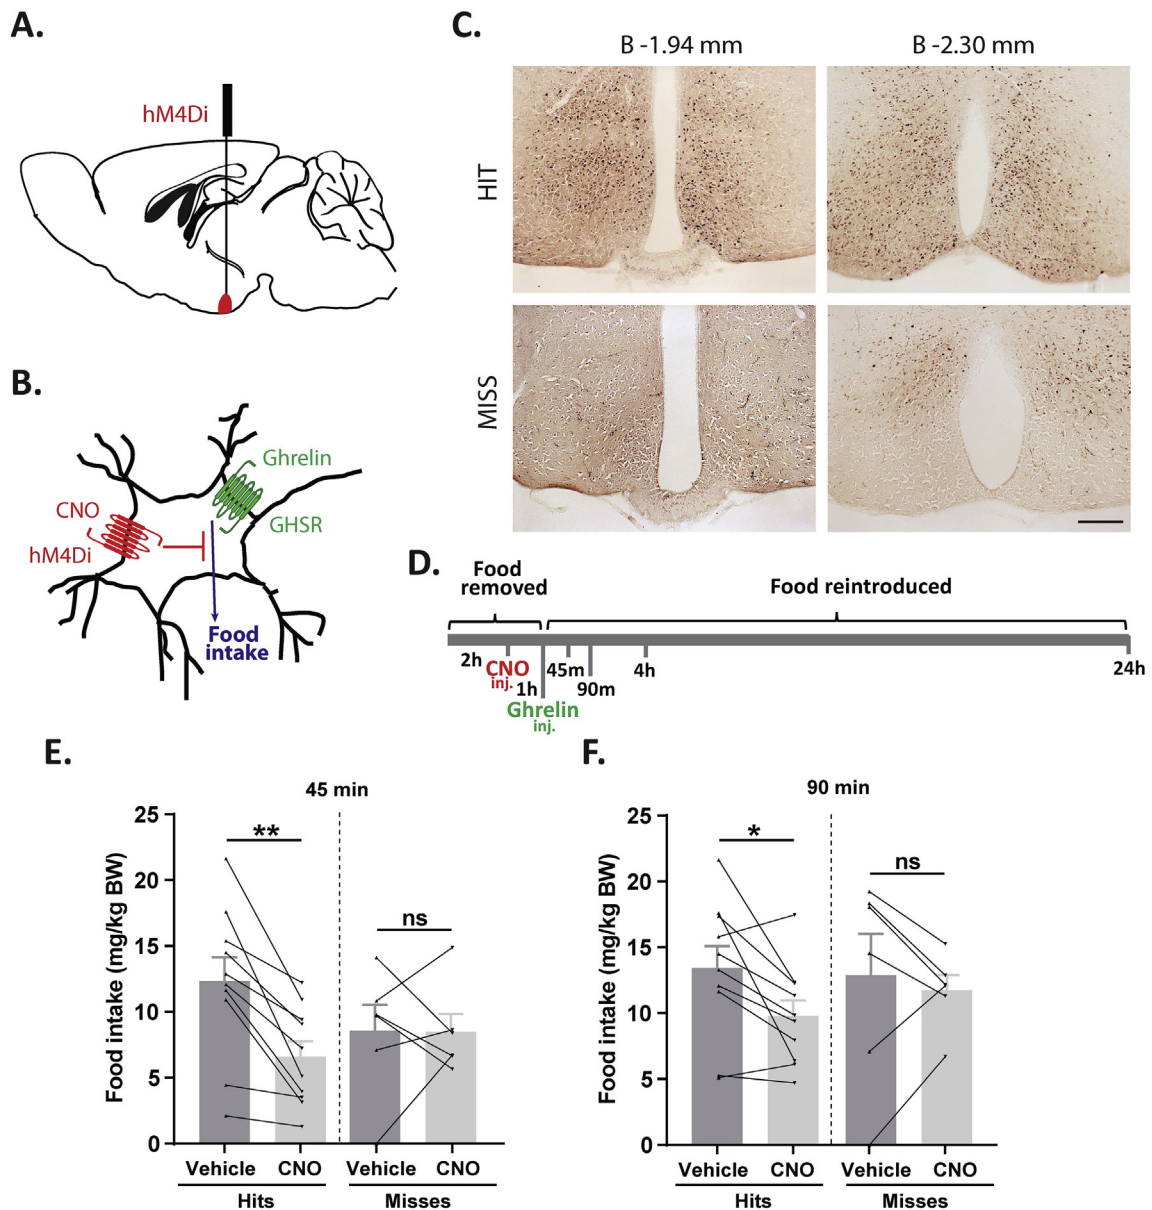 A.
hM4Di
B.
Ghrelin
CNO
GHSR
hM4Di
Food
intake
C.
B -1.94 mm
B -2.30 mm
HIT
MISS
D.
Food
removed
Food reintroduced
2h
CNO
inj.
1h
Ghrelin
inj.
45m
90m
4h
24h
E.
45 min
Food intake (mg/kg BW)
25
20
15
10
5
0
**
ns
Vehicle CNO Vehicle CNO
Hits Misses
F.
90 min
Food intake (mg/kg BW)
25
20
15
10
5
0
*
ns
Vehicle CNO Vehicle CNO
Hits Misses